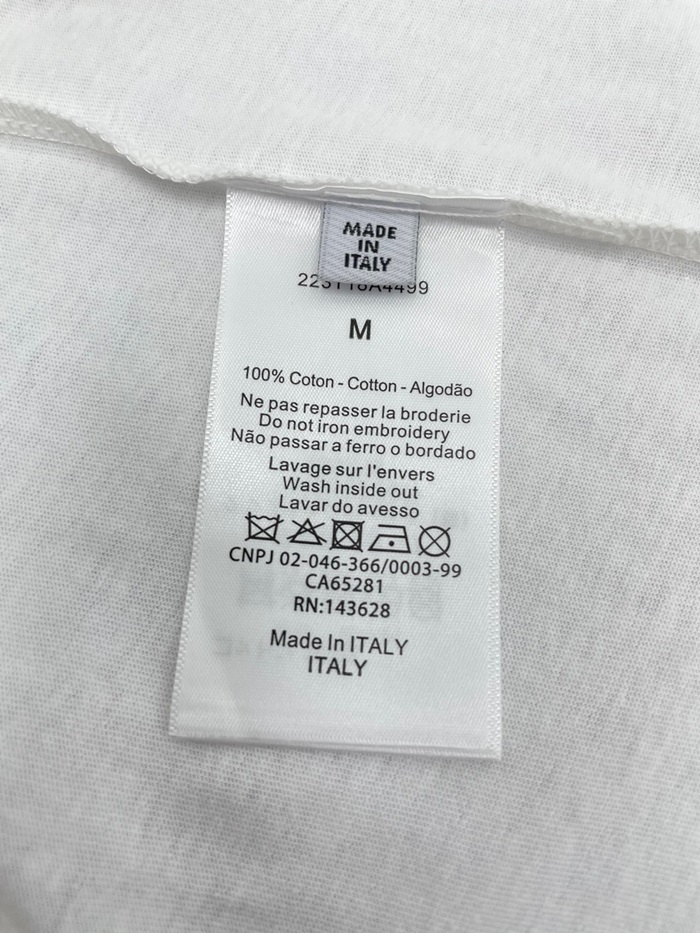 MADE
IN
ITALY
M
100% Coton - Cotton - Algodão
Ne pas repasser la broderie
Do not iron embroidery
Não passar a ferro o bordado
Lavage sur l'envers
Wash inside out
Lavar do avesso
CNPJ 02-046-366/0003-99
CA65281
RN:143628
Made In ITALY
ITALY